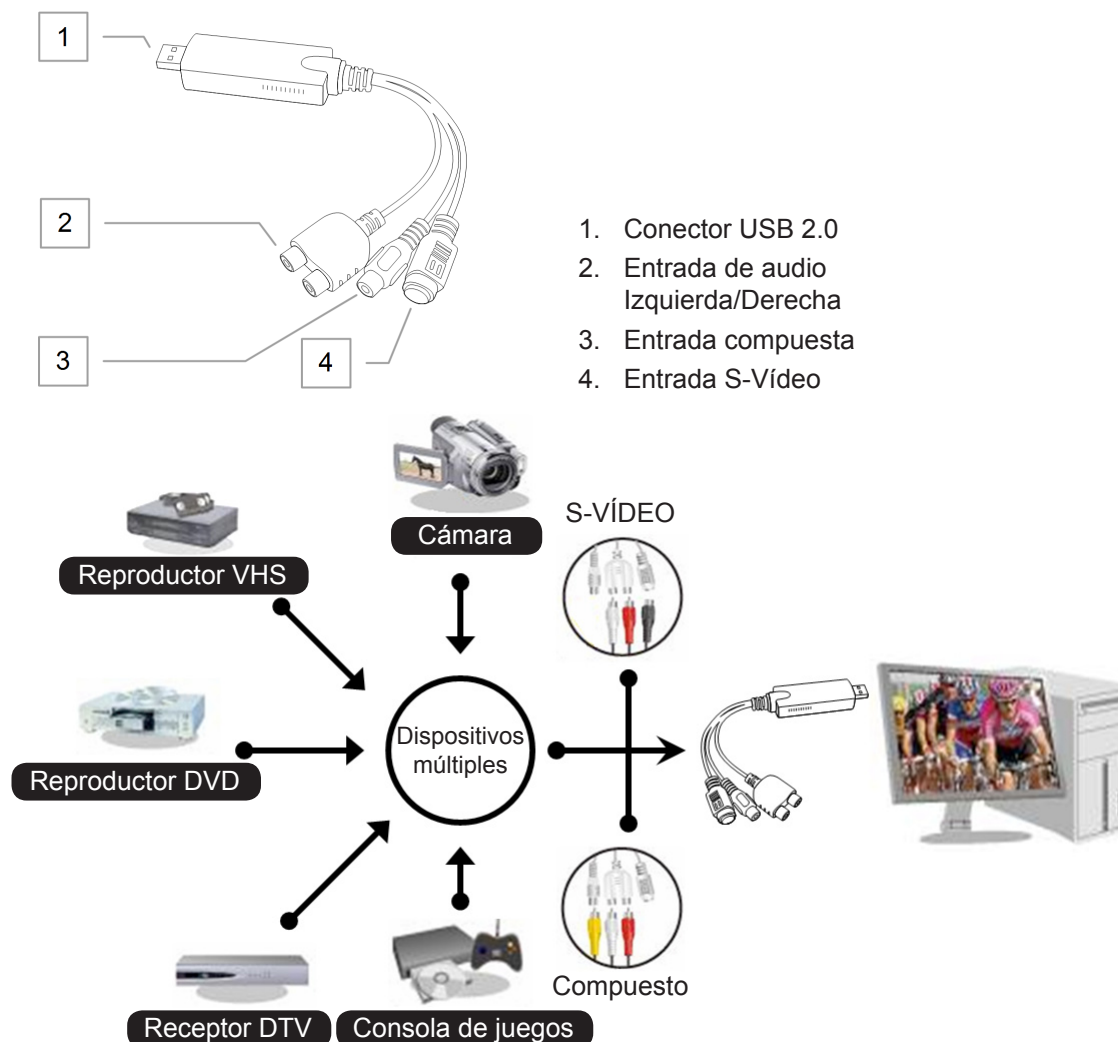 1
2
3
4
1. Conector USB 2.0
2. Entrada de audio
Izquierda/Derecha
3. Entrada compuesta
4. Entrada S-Vídeo
Cámara
S-VÍDEO
Reproductor VHS
Dispositivos
múltiples
Reproductor DVD
Compuesto
Receptor DTV
Consola de juegos